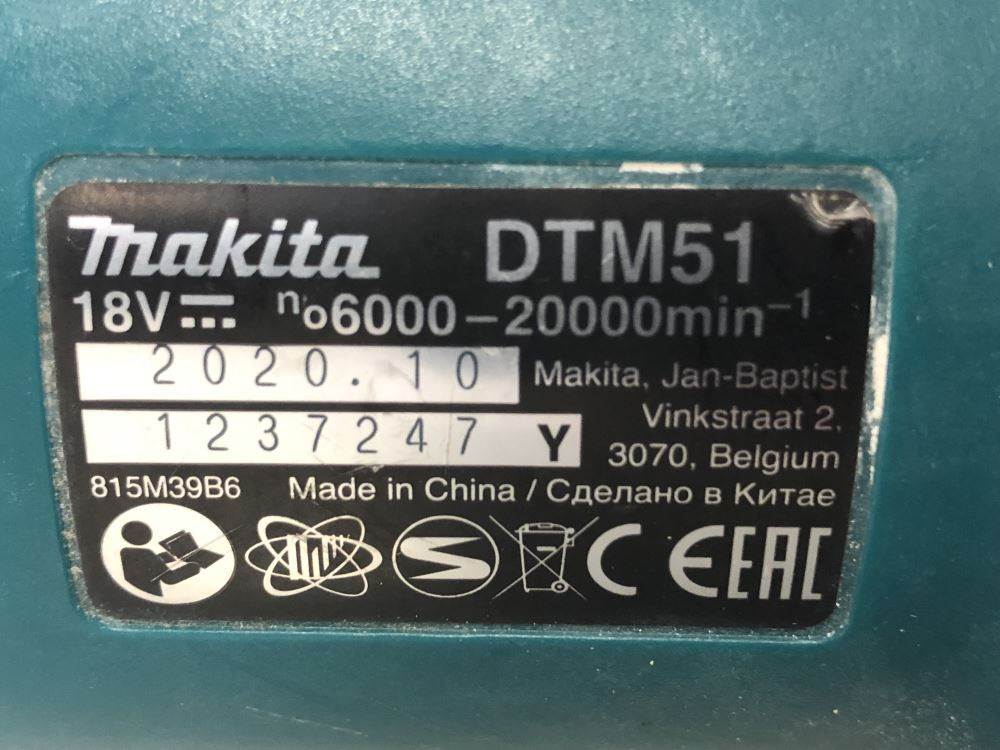 makita DTM51
18V n₀6000–20000min⁻¹
2020.10
1237247 Y
Makita, Jan-Baptist
Vinkstraat 2,
3070, Belgium
815M39B6 Made in China / Сделано в Китае
CE EAC